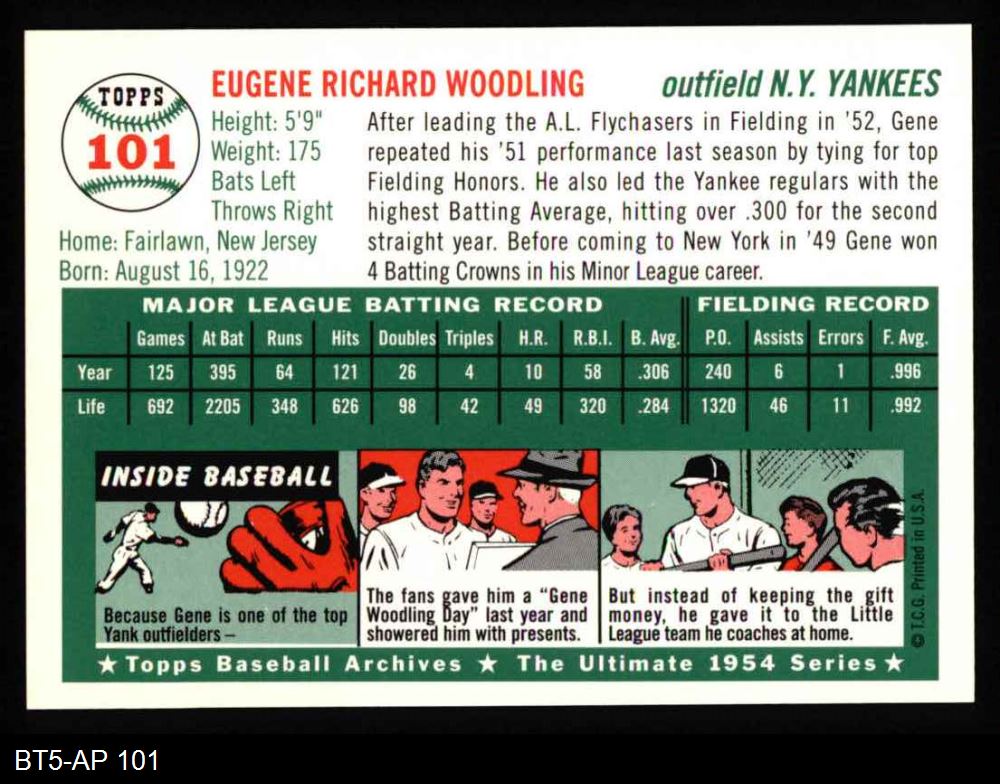 TOPPS
101
EUGENE RICHARD WOODLING
outfield N.Y. YANKEES
Height: 5'9"
Weight: 175
Bats Left
Throws Right
Home: Fairlawn, New Jersey
Born: August 16, 1922
After leading the A.L. Flychasers in Fielding in '52, Gene
repeated his '51 performance last season by tying for top
Fielding Honors. He also led the Yankee regulars with the
highest Batting Average, hitting over .300 for the second
straight year. Before coming to New York in '49 Gene won
4 Batting Crowns in his Minor League career.
MAJOR LEAGUE BATTING RECORD FIELDING RECORD
Games At Bat Runs Hits Doubles Triples H.R. R.B.I. B. Avg. P.O. Assists Errors F. Avg.
Year 125 395 64 121 26 4 10 58 .306 240 6 1 .996
Life 692 2205 348 626 98 42 49 320 .284 1320 46 11 .992
INSIDE BASEBALL
Because Gene is one of the top
Yank outfielders –
The fans gave him a "Gene
Woodling Day" last year and
showered him with presents.
But instead of keeping the gift
money, he gave it to the Little
League team he coaches at home.
© T.C.G. Printed in U.S.A.
★ Topps Baseball Archives ★ The Ultimate 1954 Series ★
BT5-AP 101